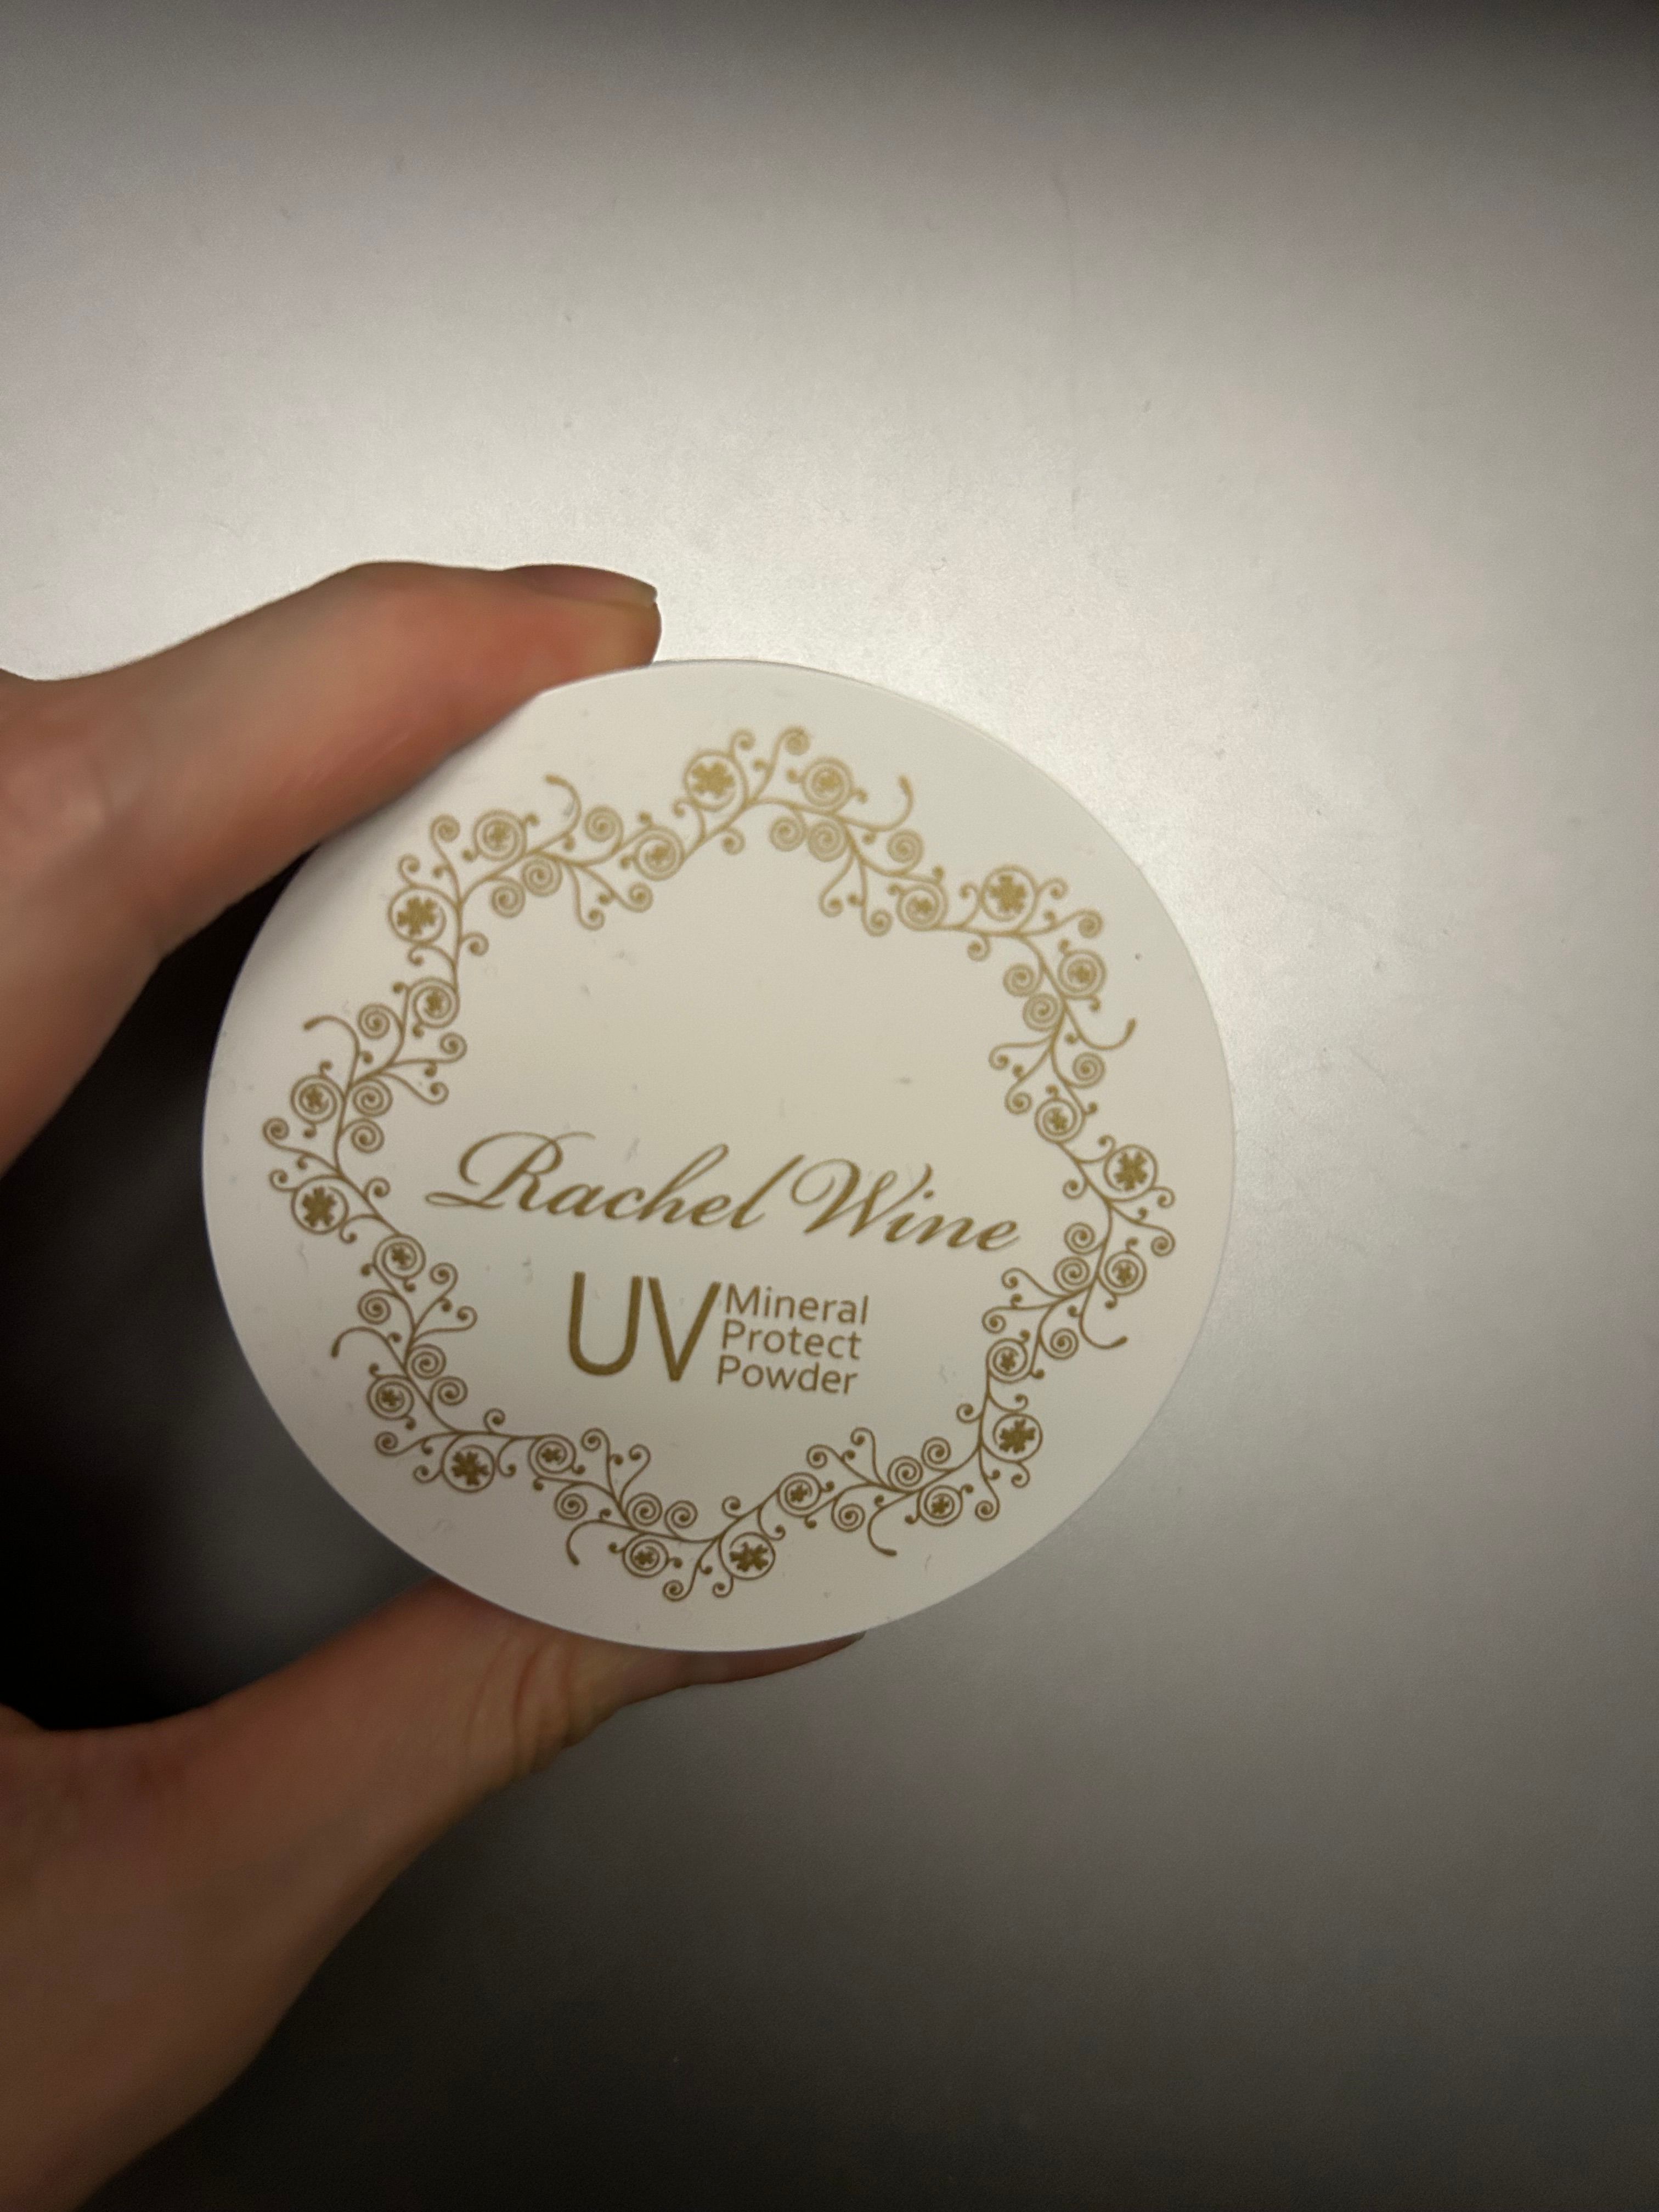 Rachel Wine
UV Mineral
Protect
Powder